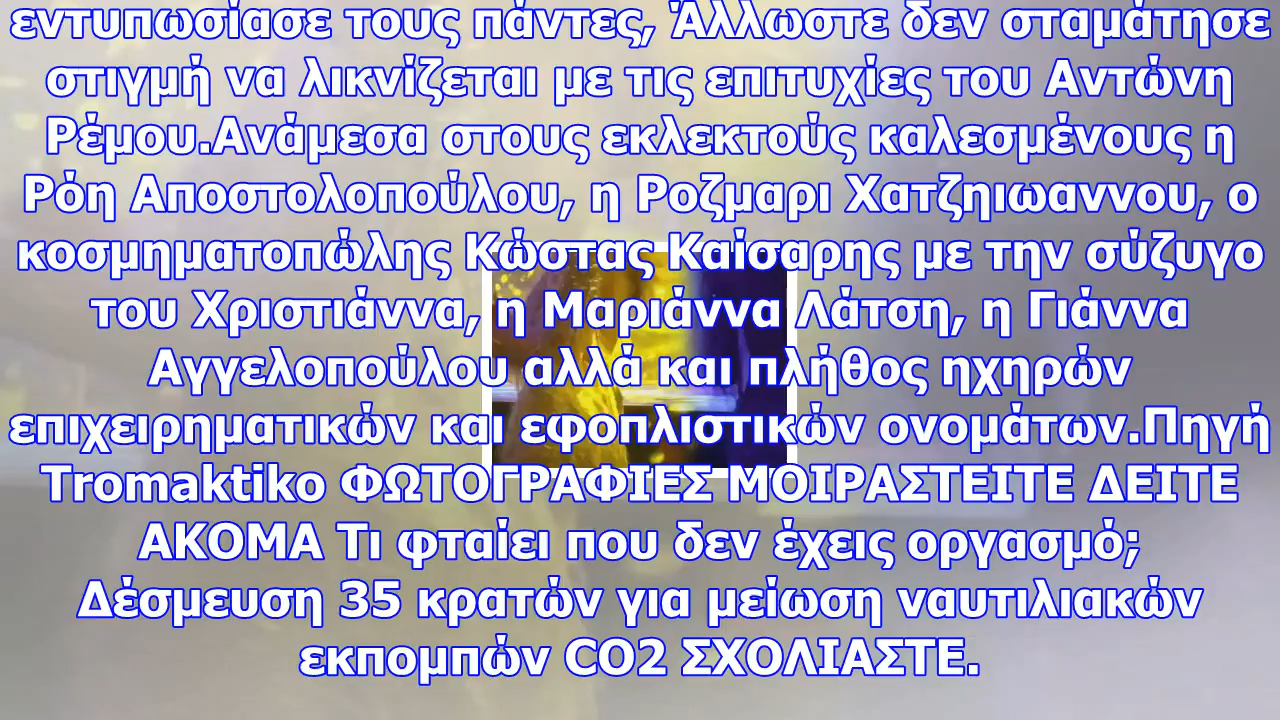 εντυπωσίασε τους πάντες, Άλλωστε δεν σταμάτησε
στιγμή να λικνίζεται με τις επιτυχίες του Αντώνη
Ρέμου.Ανάμεσα στους εκλεκτούς καλεσμένους η
Ρόη Αποστολοπούλου, η Ροζμαρι Χατζηιωαννου, ο
κοσμηματοπώλης Κώστας Καίσαρης με την σύζυγο
του Χριστιάννα, η Μαριάννα Λάτση, η Γιάννα
Αγγελοπούλου αλλά και πλήθος ηχηρών
επιχειρηματικών και εφοπλιστικών ονομάτων.Πηγή
Tromaktiko ΦΩΤΟΓΡΑΦΙΕΣ ΜΟΙΡΑΣΤΕΙΤΕ ΔΕΙΤΕ
ΑΚΟΜΑ Τι φταίει που δεν έχεις οργασμό;
Δέσμευση 35 κρατών για μείωση ναυτιλιακών
εκπομπών CO2 ΣΧΟΛΙΑΣΤΕ.